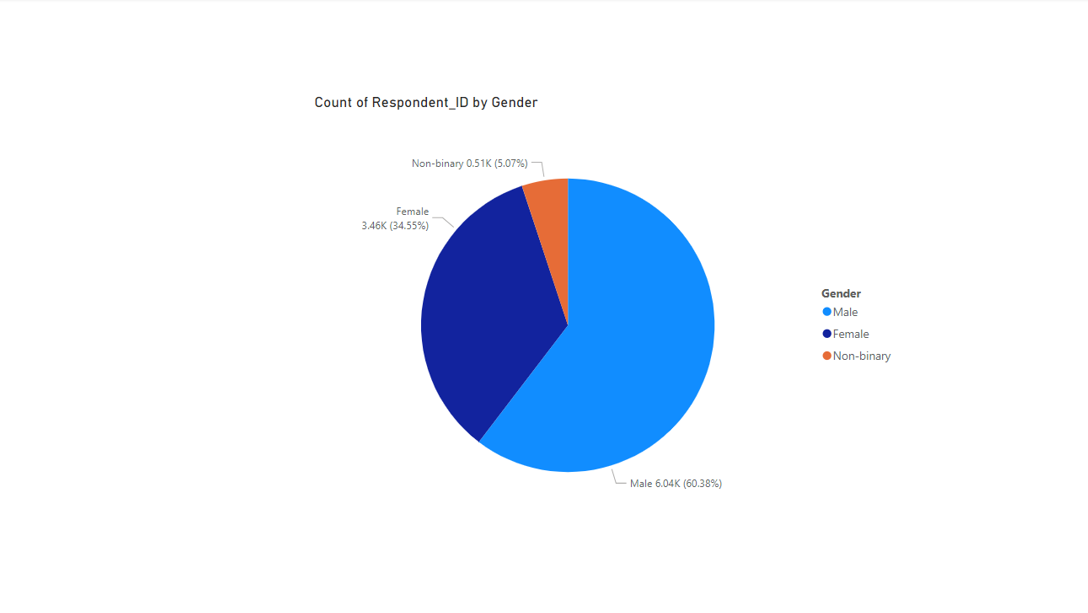 Count of Respondent_ID by Gender
Non-binary 0.51K (5.07%)
Female
3.46K (34.55%)
Male 6.04K (60.38%)
Gender
Male
Female
Non-binary